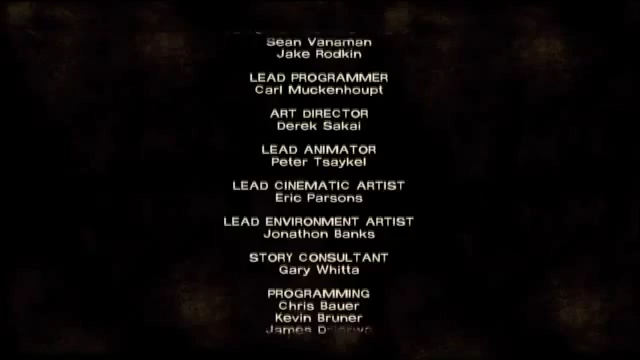 Sean Vanaman
Jake Rodkin
LEAD PROGRAMMER
Carl Muckenhoupt
ART DIRECTOR
Derek Sakai
LEAD ANIMATOR
Peter Tsaykel
LEAD CINEMATIC ARTIST
Eric Parsons
LEAD ENVIRONMENT ARTIST
Jonathon Banks
STORY CONSULTANT
Gary Whitta
PROGRAMMING
Chris Bauer
Kevin Bruner
James